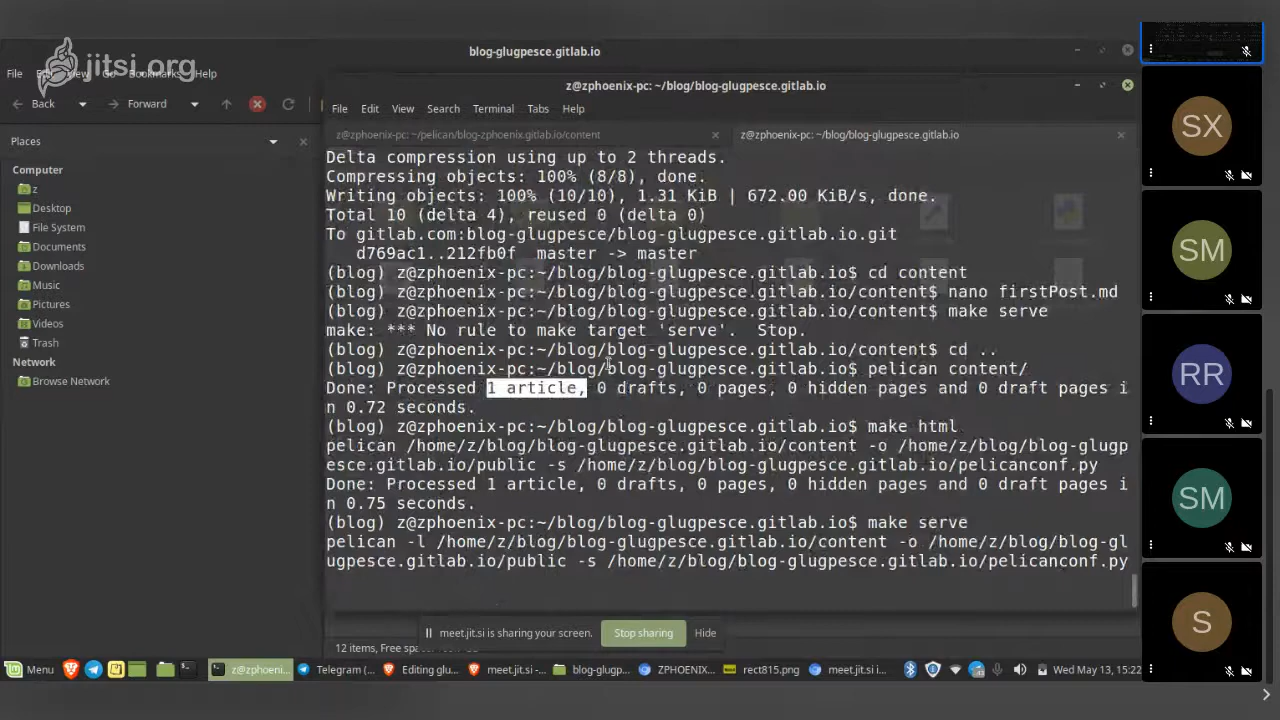 jitsi.org
blog-glugpesce.gitlab.io
File Edit View Go Bookmarks Help
Back Forward
Places
Computer
z
Desktop
File System
Documents
Downloads
Music
Pictures
Videos
Trash
Network
Browse Network
z@zphoenix-pc: ~/blog/blog-glugpesce.gitlab.io
File Edit View Search Terminal Tabs Help
z@zphoenix-pc: ~/pelican/blog-zphoenix.gitlab.io/content
z@zphoenix-pc: ~/blog/blog-glugpesce.gitlab.io
Delta compression using up to 2 threads.
Compressing objects: 100% (8/8), done.
Writing objects: 100% (10/10), 1.31 KiB | 672.00 KiB/s, done.
Total 10 (delta 4), reused 0 (delta 0)
To gitlab.com:blog-glugpesce/blog-glugpesce.gitlab.io.git
d769ac1..212fb0f  master -> master
(blog) z@zphoenix-pc:~/blog/blog-glugpesce.gitlab.io$ cd content
(blog) z@zphoenix-pc:~/blog/blog-glugpesce.gitlab.io/content$ nano firstPost.md
(blog) z@zphoenix-pc:~/blog/blog-glugpesce.gitlab.io/content$ make serve
make: *** No rule to make target 'serve'.  Stop.
(blog) z@zphoenix-pc:~/blog/blog-glugpesce.gitlab.io/content$ cd ..
(blog) z@zphoenix-pc:~/blog/blog-glugpesce.gitlab.io$ pelican content/
Done: Processed 1 article, 0 drafts, 0 pages, 0 hidden pages and 0 draft pages i
n 0.72 seconds.
(blog) z@zphoenix-pc:~/blog/blog-glugpesce.gitlab.io$ make html
pelican /home/z/blog/blog-glugpesce.gitlab.io/content -o /home/z/blog/blog-glugp
esce.gitlab.io/public -s /home/z/blog/blog-glugpesce.gitlab.io/pelicanconf.py
Done: Processed 1 article, 0 drafts, 0 pages, 0 hidden pages and 0 draft pages i
n 0.75 seconds.
(blog) z@zphoenix-pc:~/blog/blog-glugpesce.gitlab.io$ make serve
pelican -l /home/z/blog/blog-glugpesce.gitlab.io/content -o /home/z/blog/blog-gl
ugpesce.gitlab.io/public -s /home/z/blog/blog-glugpesce.gitlab.io/pelicanconf.py
meet.jit.si is sharing your screen. Stop sharing Hide
12 items, Free
Menu z@zphoeni... Telegram (... Editing glu... meet.jit.si -... blog-glugp... ZPHOENIX... rect815.png meet.jit.si i... Wed May 13, 15:22
SX
SM
RR
SM
S